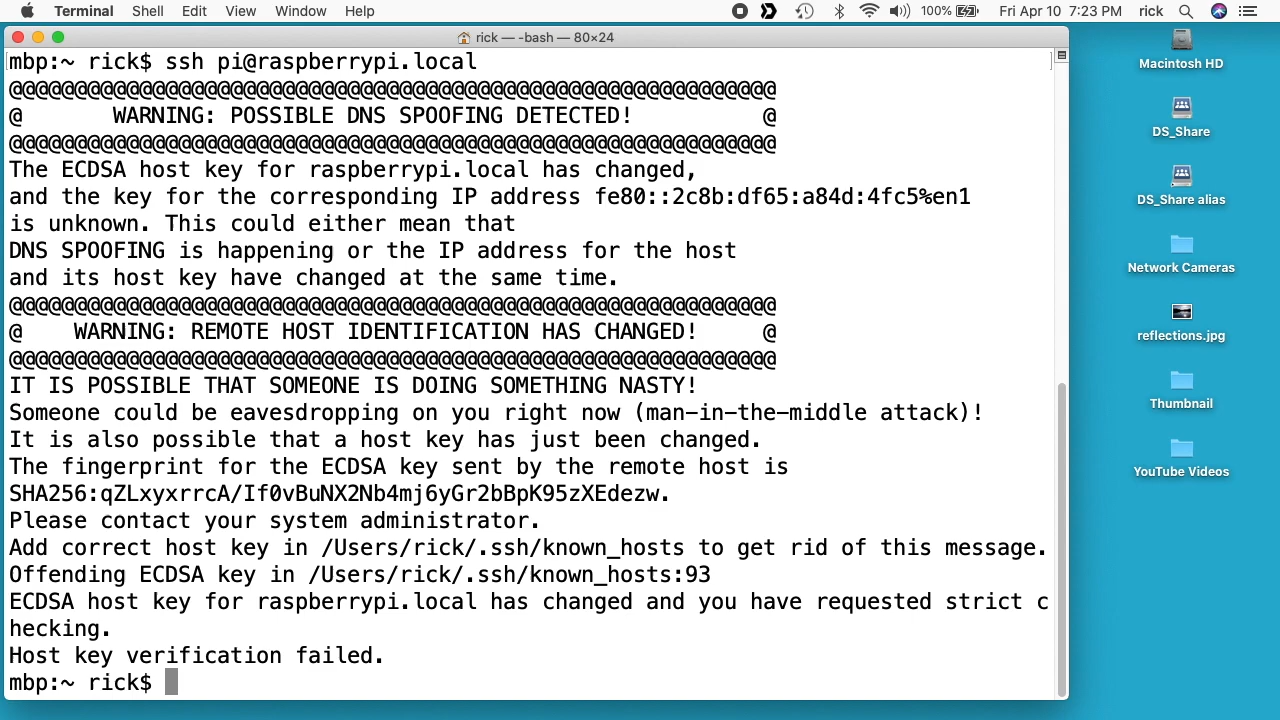 Terminal Shell Edit View Window Help 100% Fri Apr 10 7:23 PM rick
rick — -bash — 80×24
mbp:~ rick$ ssh pi@raspberrypi.local
@@@@@@@@@@@@@@@@@@@@@@@@@@@@@@@@@@@@@@@@@@@@@@@@@@@@@@@@@@@
@       WARNING: POSSIBLE DNS SPOOFING DETECTED!          @
@@@@@@@@@@@@@@@@@@@@@@@@@@@@@@@@@@@@@@@@@@@@@@@@@@@@@@@@@@@
The ECDSA host key for raspberrypi.local has changed,
and the key for the corresponding IP address fe80::2c8b:df65:a84d:4fc5%en1
is unknown. This could either mean that
DNS SPOOFING is happening or the IP address for the host
and its host key have changed at the same time.
@@@@@@@@@@@@@@@@@@@@@@@@@@@@@@@@@@@@@@@@@@@@@@@@@@@@@@@@@@@
@    WARNING: REMOTE HOST IDENTIFICATION HAS CHANGED!     @
@@@@@@@@@@@@@@@@@@@@@@@@@@@@@@@@@@@@@@@@@@@@@@@@@@@@@@@@@@@
IT IS POSSIBLE THAT SOMEONE IS DOING SOMETHING NASTY!
Someone could be eavesdropping on you right now (man-in-the-middle attack)!
It is also possible that a host key has just been changed.
The fingerprint for the ECDSA key sent by the remote host is
SHA256:qZLxyxrrcA/If0vBuNX2Nb4mj6yGr2bBpK95zXEdezw.
Please contact your system administrator.
Add correct host key in /Users/rick/.ssh/known_hosts to get rid of this message.
Offending ECDSA key in /Users/rick/.ssh/known_hosts:93
ECDSA host key for raspberrypi.local has changed and you have requested strict c
hecking.
Host key verification failed.
mbp:~ rick$
Macintosh HD
DS_Share
DS_Share alias
Network Cameras
reflections.jpg
Thumbnail
YouTube Videos